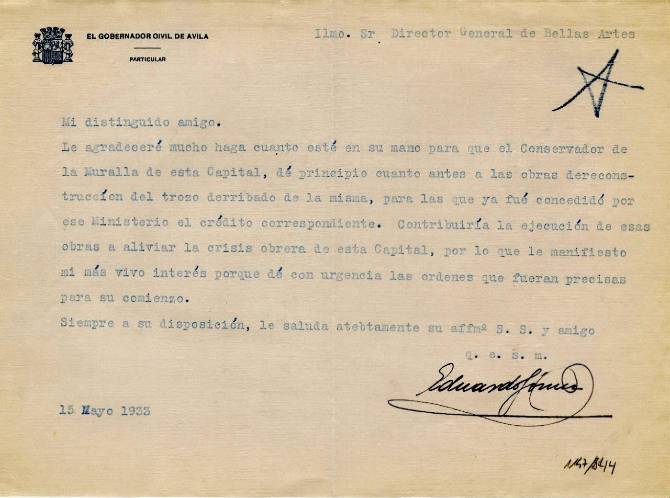 EL GOBERNADOR CIVIL DE AVILA
PARTICULAR
Ilmo. Sr Director General de Bellas Artes
Mi distinguido amigo.
Le agradeceré mucho haga cuanto esté en su mano para que el Conservador de
la Muralla de esta Capital, dé principio cuanto antes a las obras derecons-
trucción del trozo derribado de la misma, para las que ya fué concedidó por
ese Ministerio el crédito correspondiente. Contribuiría la ejecución de esas
obras a aliviar la crisis obrera de esta Capital, por lo que le manifiesto
mi más vivo interés porque dé con urgencia las ordenes que fueran precisas
para su comienzo.
Siempre a su disposición, le saluda atebtamente su affmº S. S. y amigo
q. e. s. m.
Eduardo
15 Mayo 1933